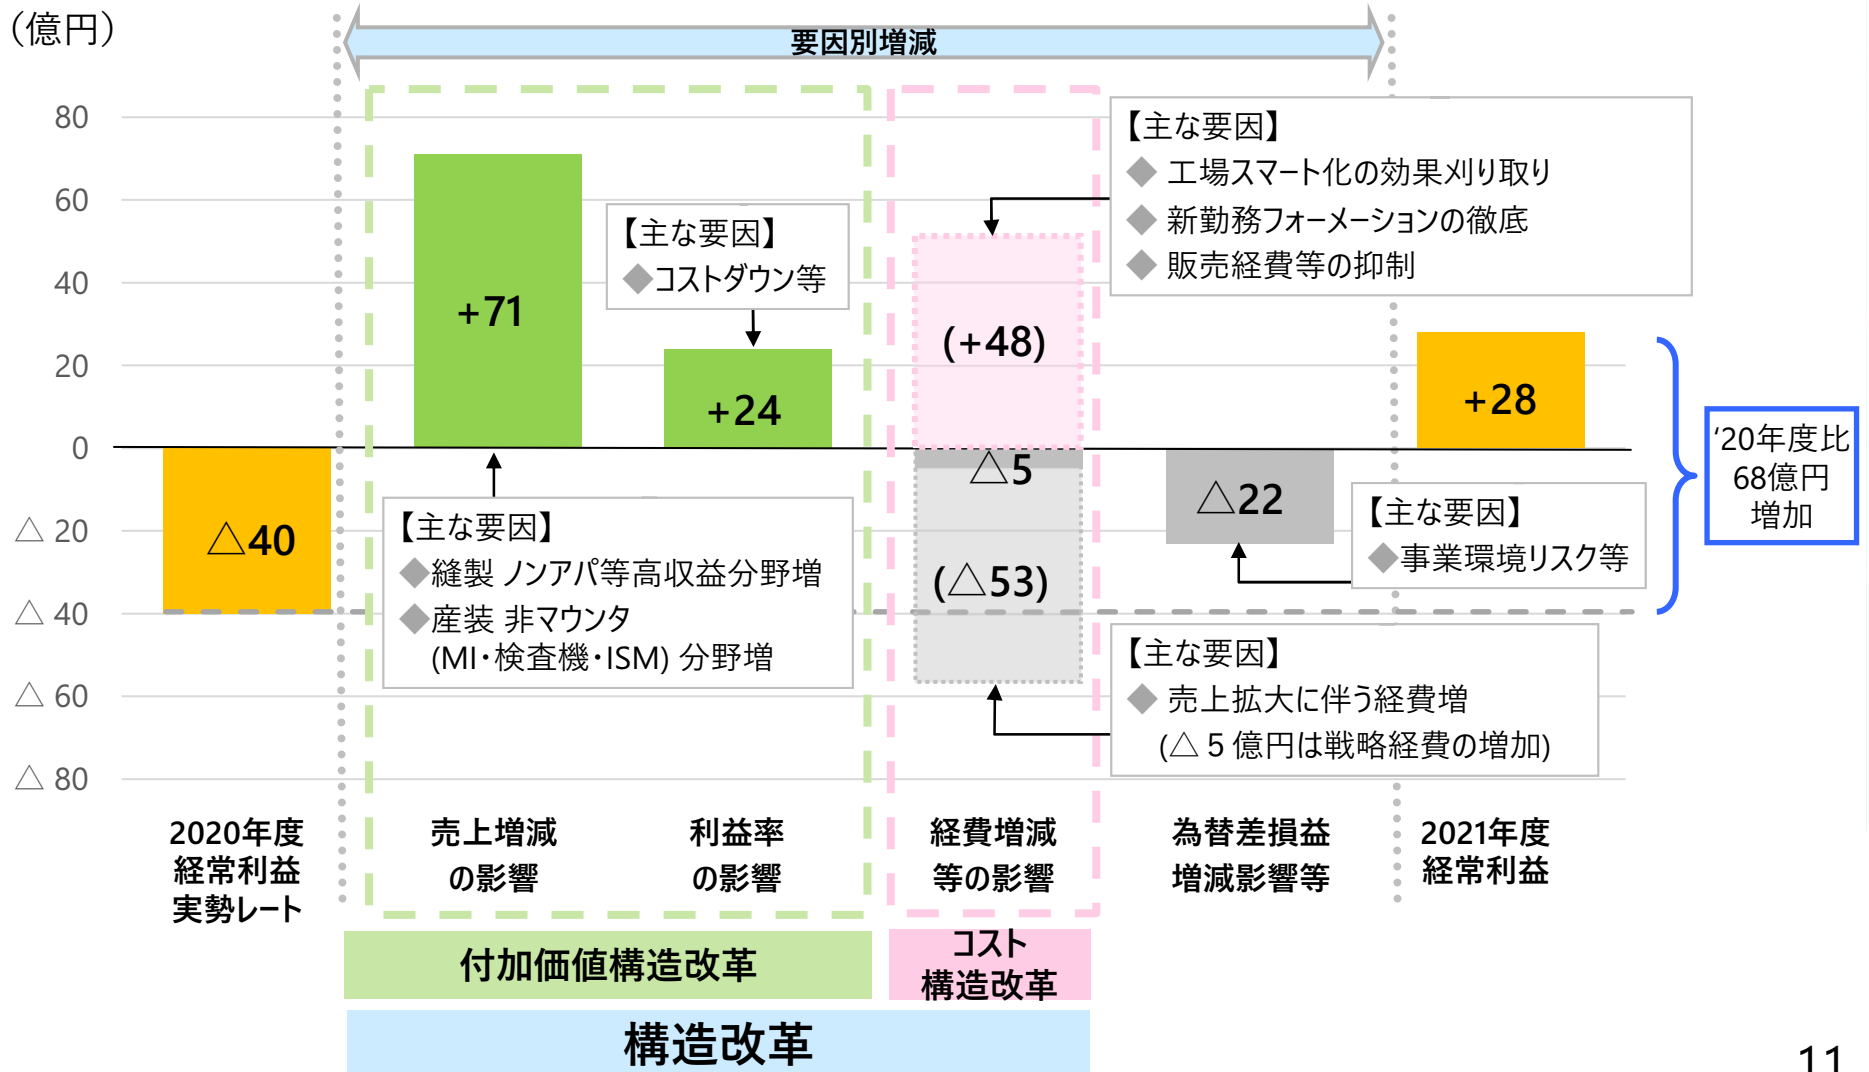 (億円)
要因別増減
80
60
40
20
0
△ 20
△ 40
△ 60
△ 80
△40
+71
【主な要因】
◆縫製 ノンアパ等高収益分野増
◆産装 非マウンタ
(MI・検査機・ISM) 分野増
【主な要因】
◆コストダウン等
+24
【主な要因】
◆ 工場スマート化の効果刈り取り
◆ 新勤務フォーメーションの徹底
◆ 販売経費等の抑制
(+48)
△5
(△53)
【主な要因】
◆ 売上拡大に伴う経費増
(△５億円は戦略経費の増加)
△22
【主な要因】
◆事業環境リスク等
+28
‘20年度比
68億円
増加
2020年度
経常利益
実勢レート
売上増減
の影響
利益率
の影響
経費増減
等の影響
為替差損益
増減影響等
2021年度
経常利益
付加価値構造改革
コスト
構造改革
構造改革
11